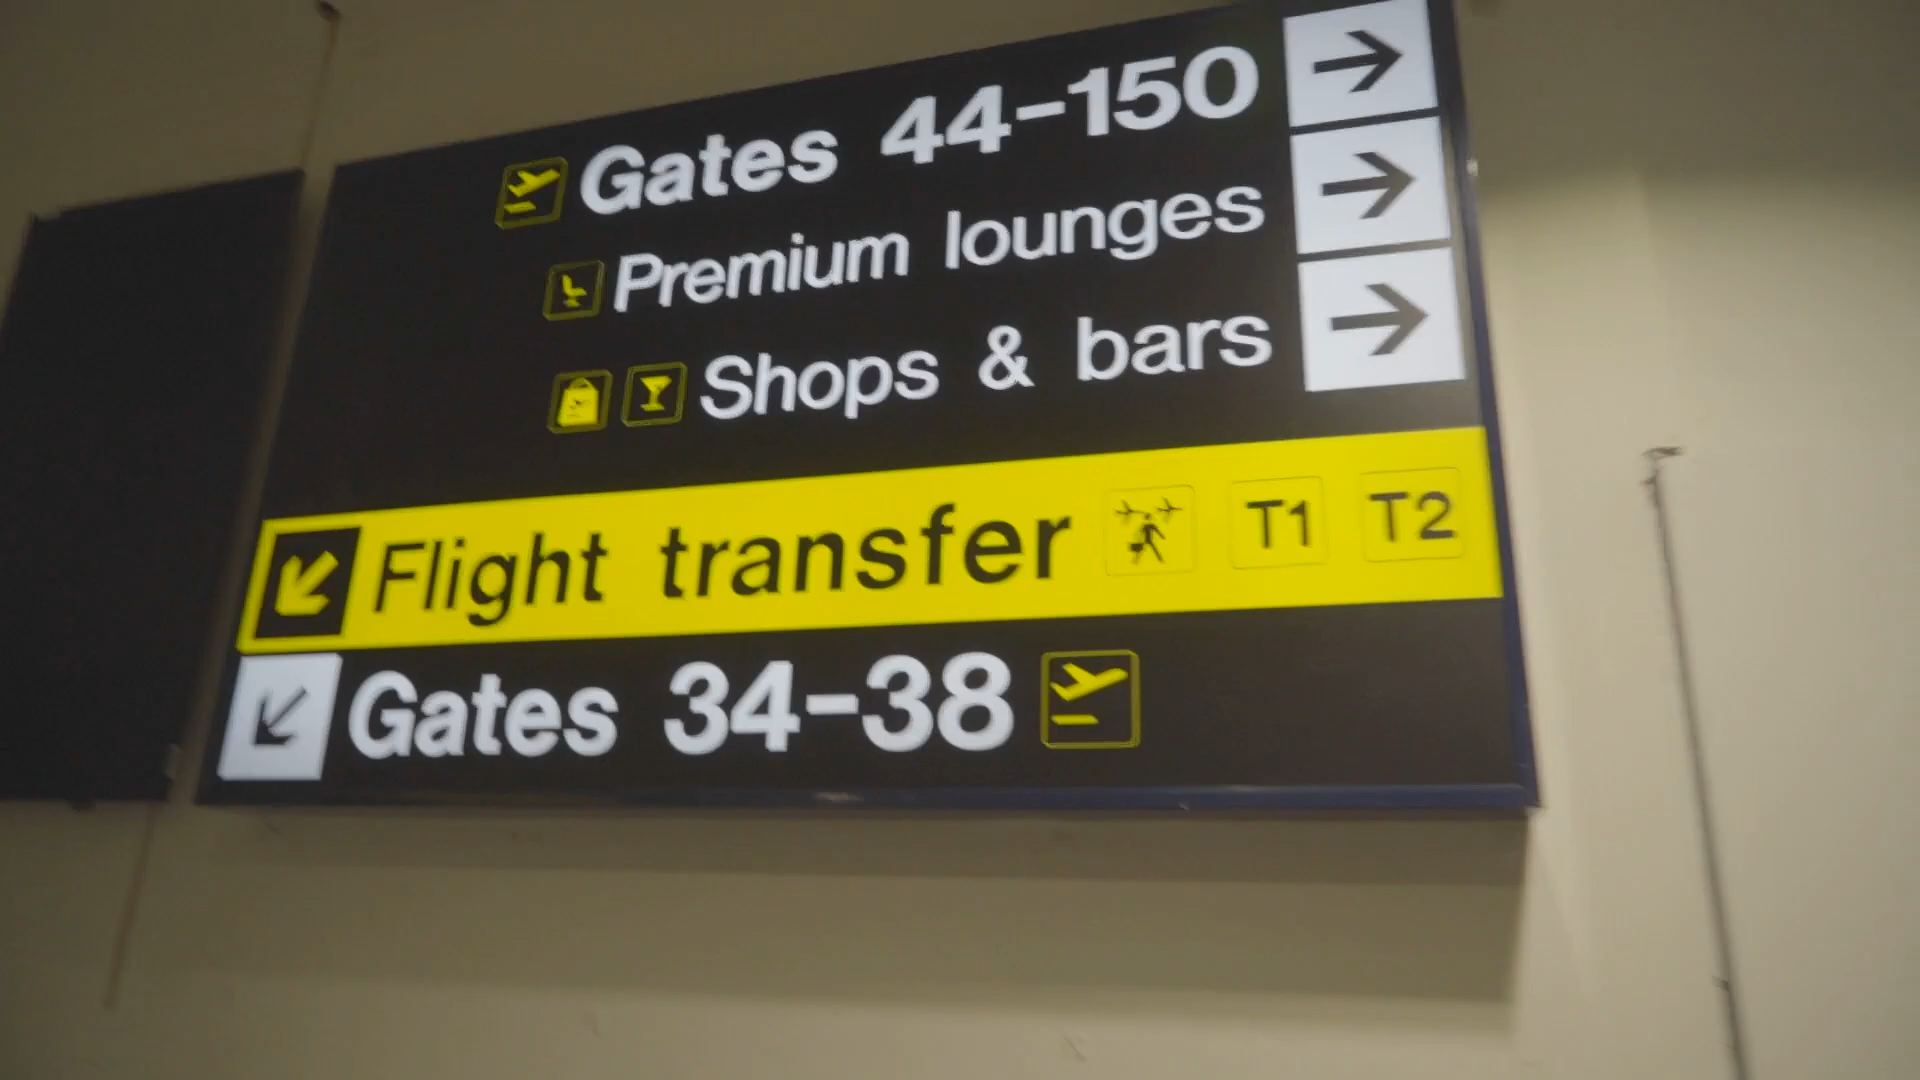 Gates 44-150
Premium lounges
Shops & bars
Flight transfer T1 T2
Gates 34-38